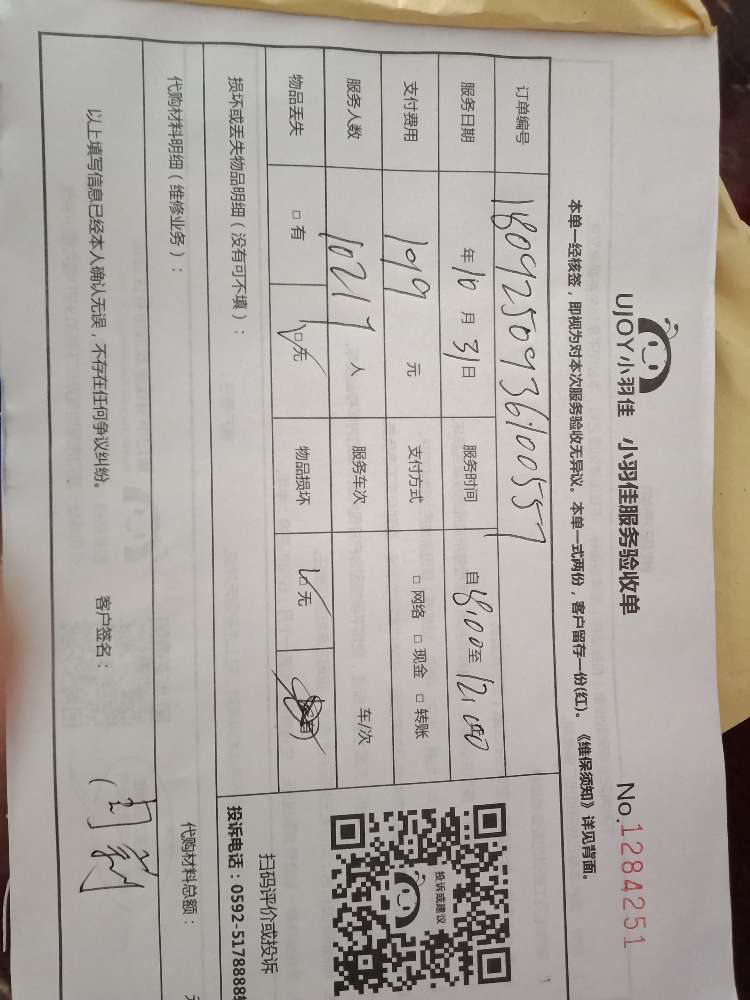 UJOY小羽佳 小羽佳服务验收单 No.1284251
本单一经核签，即视为对本次服务验收无异议。本单一式两份，客户留存一份(红)。《维保须知》详见背面。
订单编号 180925093610055
服务日期 年 10 月 31 日 服务时间 自 8:00 至 12:00
支付费用 199 元 支付方式 □ 网络 □ 现金 □ 转账
服务人数 10217 人 服务车次 车/次
物品丢失 □ 有 □ 无 物品损坏 □ 无
损坏或丢失物品明细（没有可不填）：
代购材料明细（维修业务）： 代购材料总额： 元
以上填写信息已经本人确认无误，不存在任何争议纠纷。 客户签名：
投诉或建议
扫码评价或投诉
投诉电话：0592-5178885